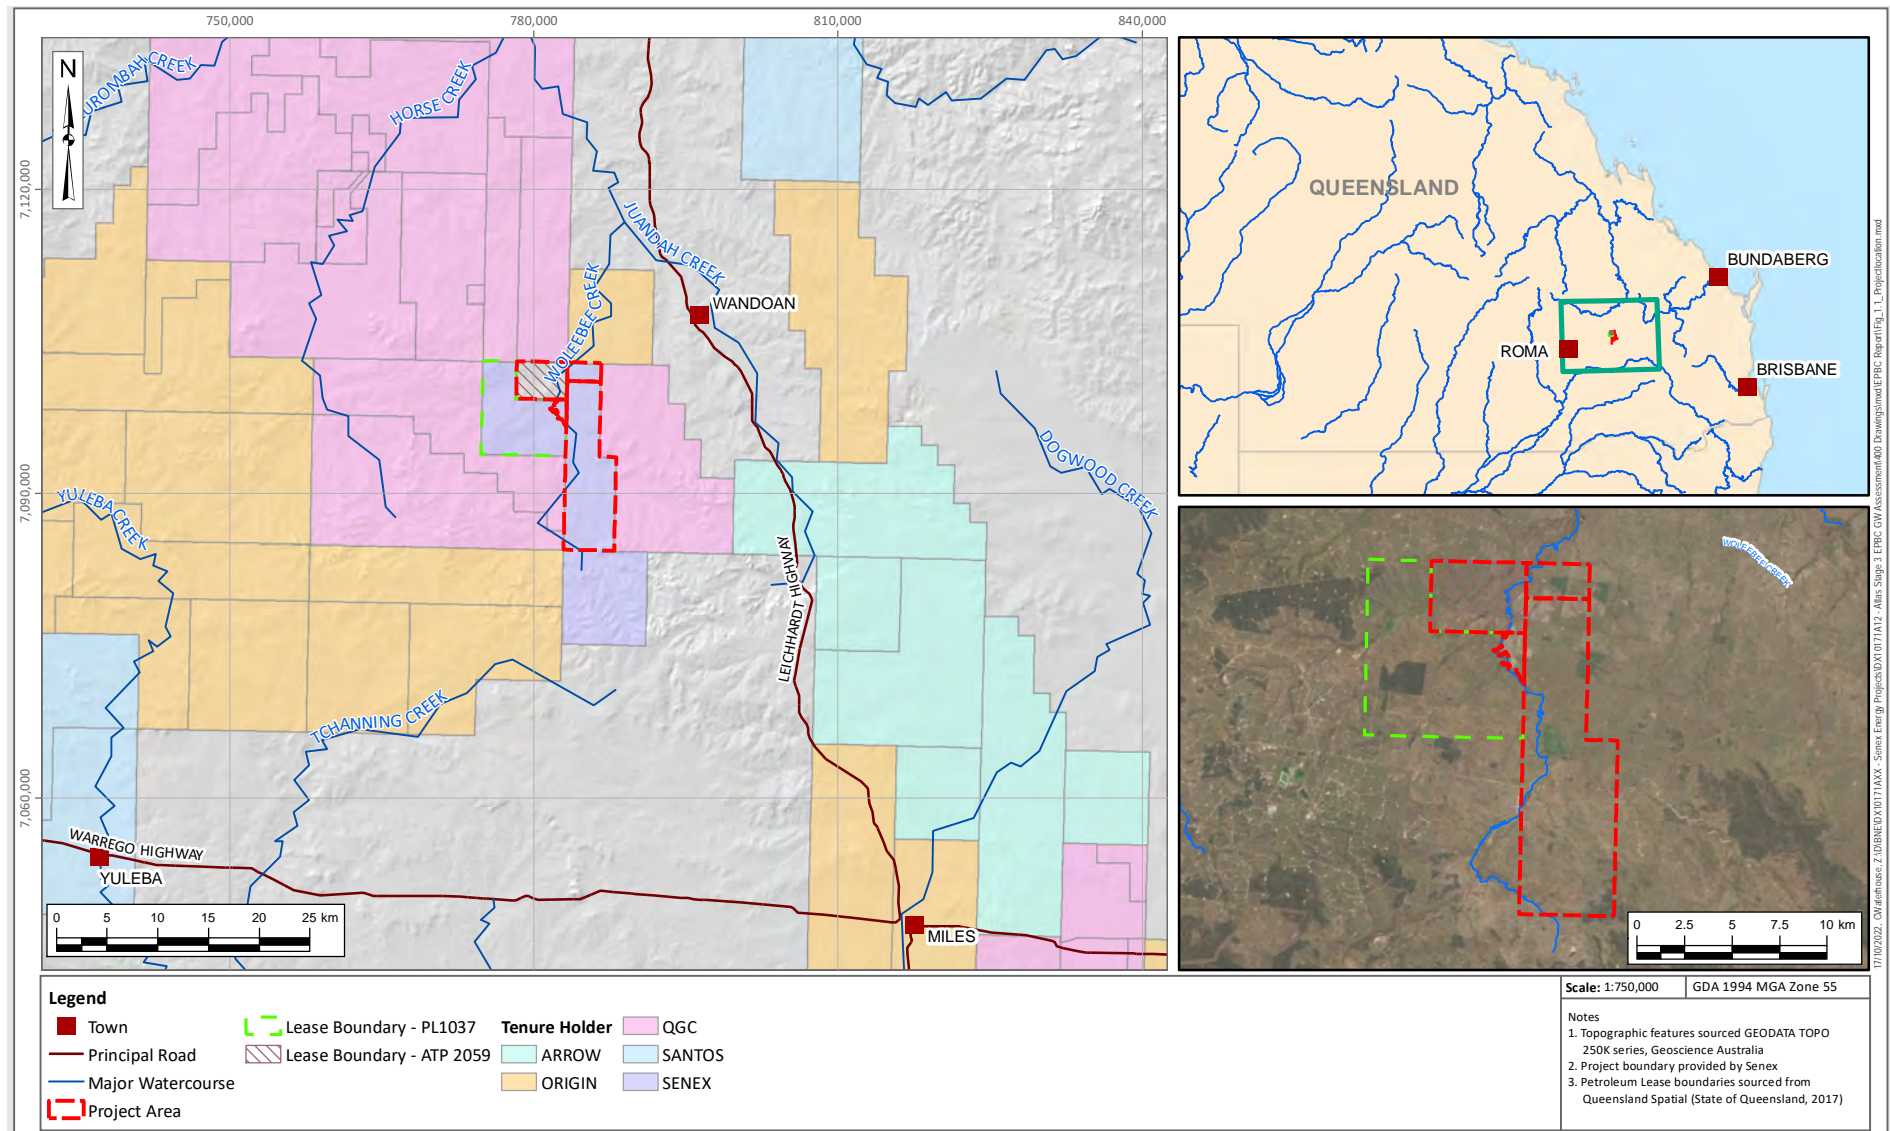 750,000
780,000
810,000
840,000
7,120,000
7,090,000
7,060,000
N
HORSE CREEK
JUANDAH CREEK
WOLEEBEE CREEK
WANDOAN
DOGWOOD CREEK
YULEBA CREEK
LEICHHARDT HIGHWAY
TCHANNING CREEK
WARREGO HIGHWAY
YULEBA
MILES
0 5 10 15 20 25 km
QUEENSLAND
BUNDABERG
ROMA
BRISBANE
WOLEEBEE CREEK
0 2.5 5 7.5 10 km
Legend
Town
Principal Road
Major Watercourse
Project Area
Lease Boundary - PL1037
Lease Boundary - ATP 2059
Tenure Holder
ARROW
ORIGIN
QGC
SANTOS
SENEX
Scale: 1:750,000
GDA 1994 MGA Zone 55
Notes
1. Topographic features sourced GEODATA TOPO
250K series, Geoscience Australia
2. Project boundary provided by Senex
3. Petroleum Lease boundaries sourced from
Queensland Spatial (State of Queensland, 2017)